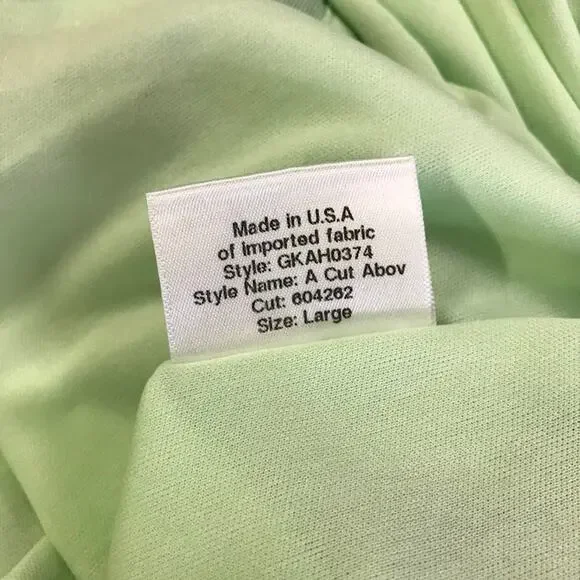 Made in U.S.A
of Imported fabric
Style: GKAH0374
Style Name: A Cut Abov
Cut: 604262
Size: Large